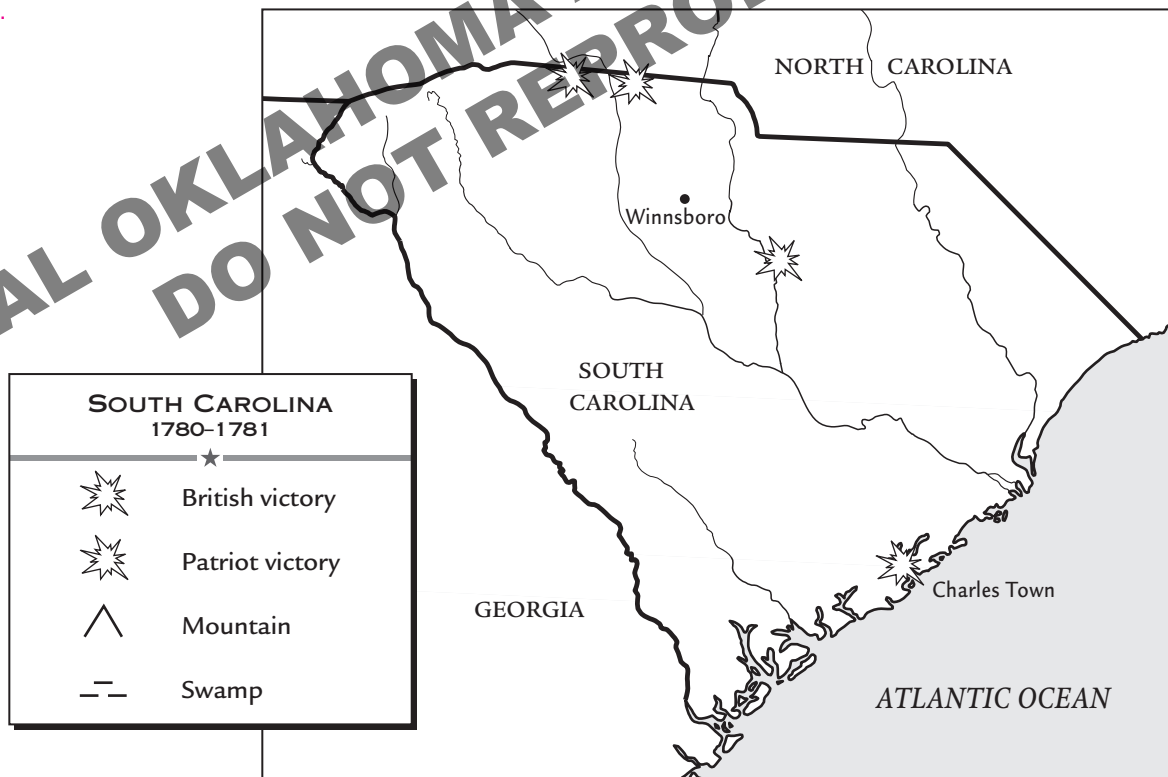 AL OKLAHOMA
DO NOT REPRO
NORTH CAROLINA
Winnsboro
SOUTH
CAROLINA
SOUTH CAROLINA
1780–1781
British victory
Patriot victory
Mountain
Swamp
GEORGIA
Charles Town
ATLANTIC OCEAN